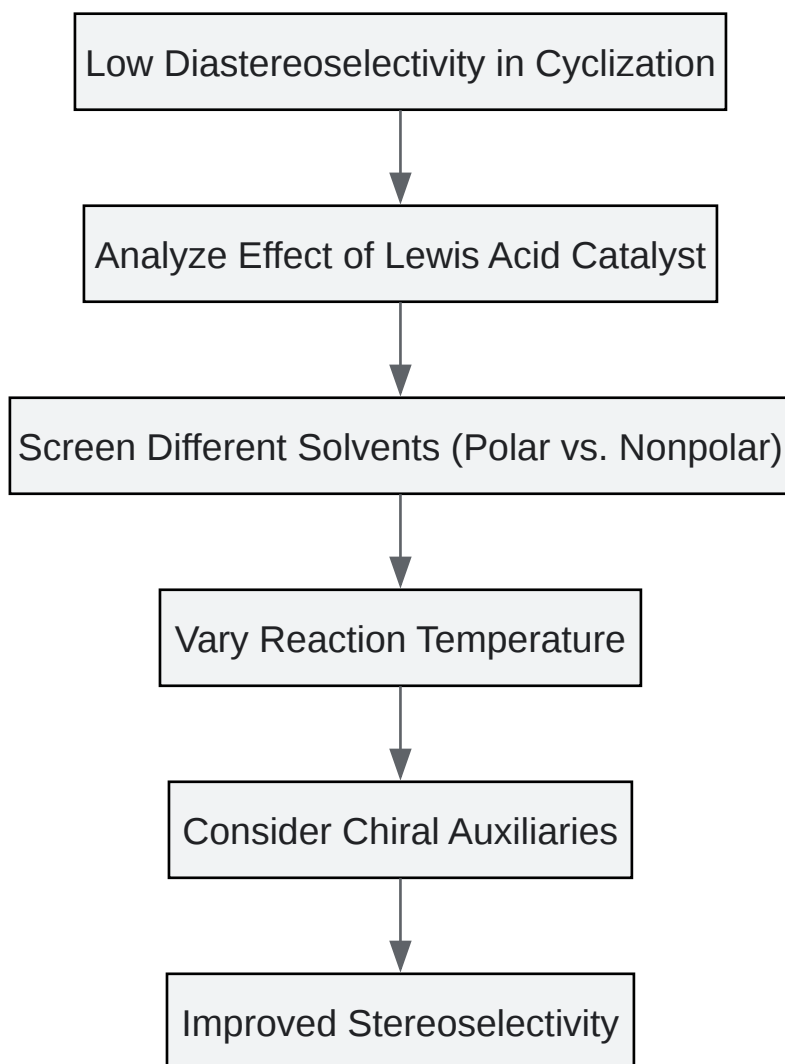 Low Diastereoselectivity in Cyclization
Analyze Effect of Lewis Acid Catalyst
Screen Different Solvents (Polar vs. Nonpolar)
Vary Reaction Temperature
Consider Chiral Auxiliaries
Improved Stereoselectivity